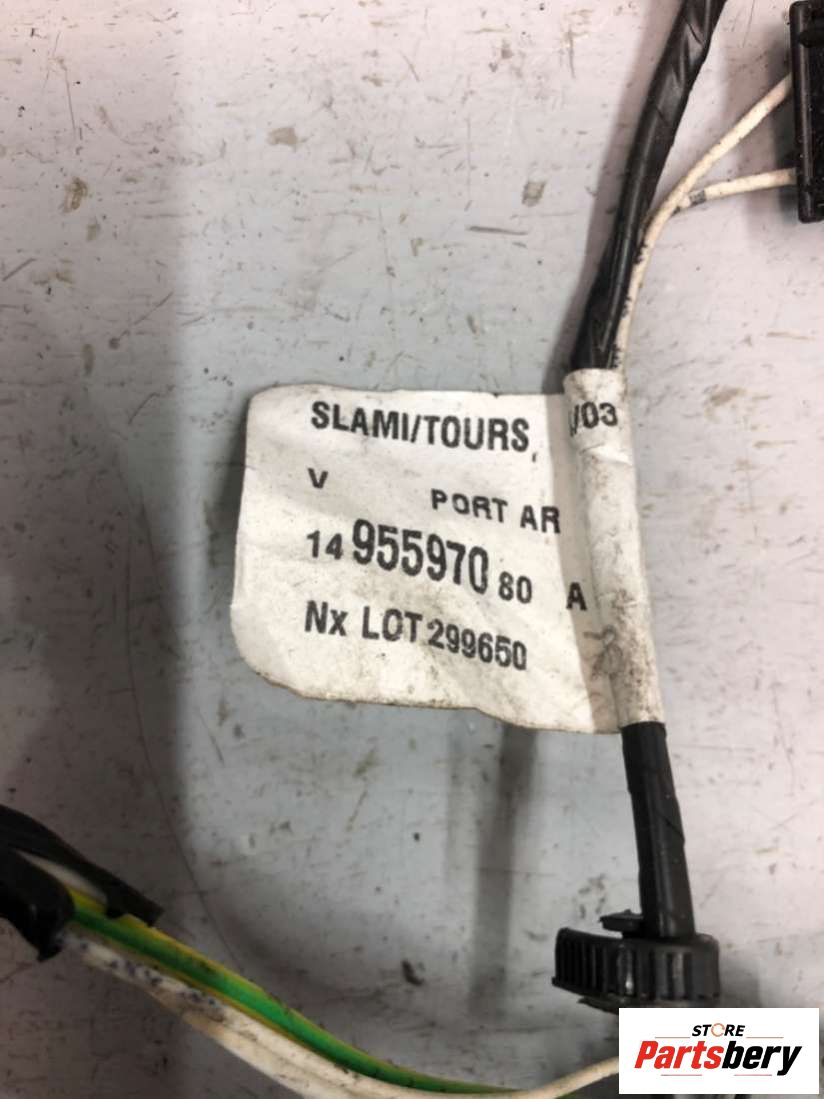 SLAMI/TOURS, /03
V PORT AR
14 955970 80 A
Nx LOT 299650
STORE
Partsbery